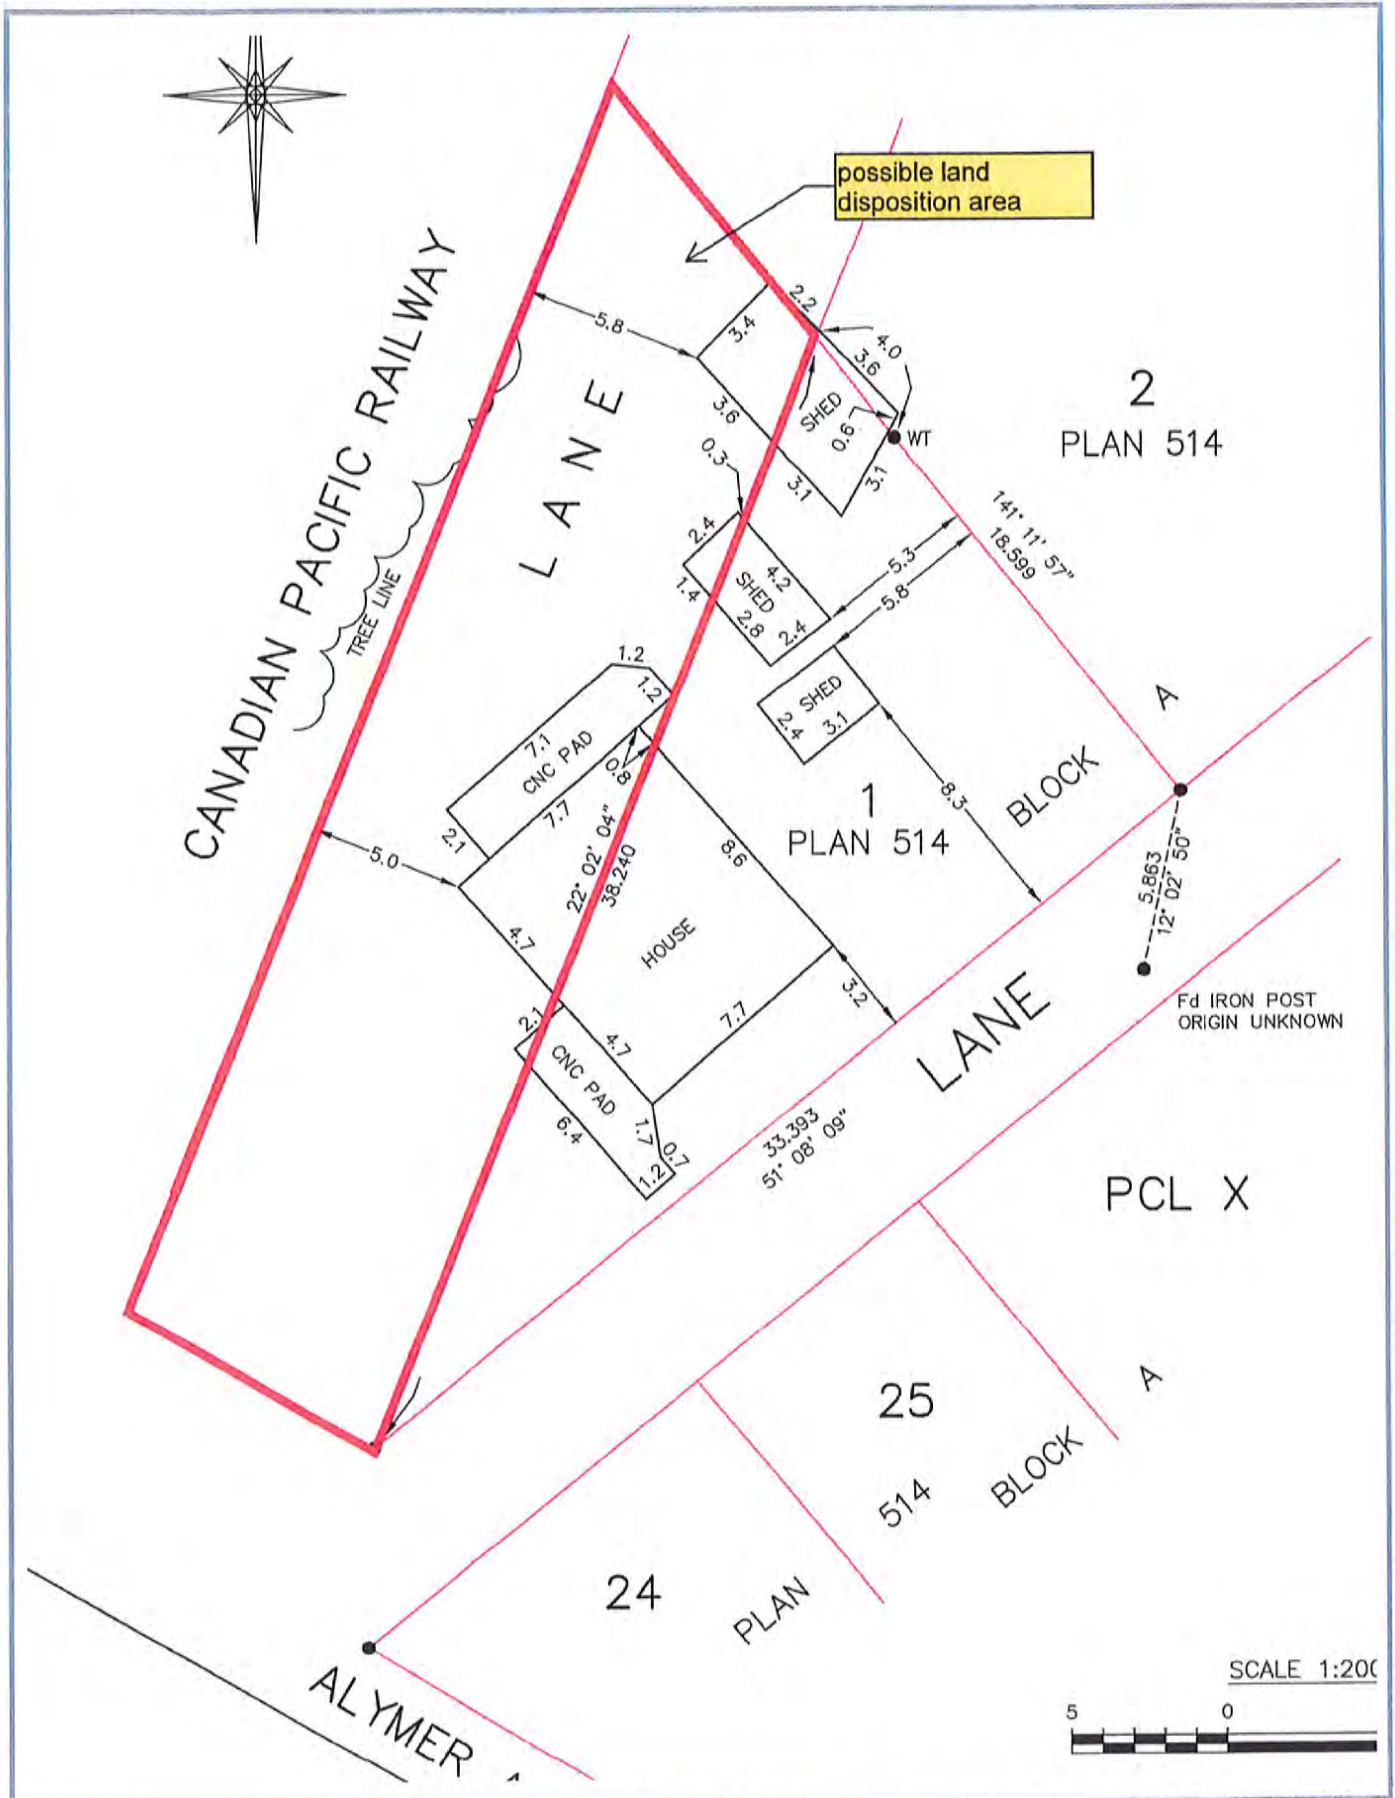 possible land
disposition area
CANADIAN PACIFIC RAILWAY
TREE LINE
LANE
5.8
3.4
2.2
4.0
3.6
SHED
0.6
WT
3.6
3.1
3.1
0.3
2
PLAN 514
141° 11' 57"
18.599
2.4
4.2
SHED
1.4
2.8
2.4
5.3
5.8
1.2
1.2
7.1
CNC PAD
2.1
7.7
0.8
SHED
2.4
3.1
A
BLOCK
8.3
1
PLAN 514
5.0
22° 02' 04"
38.240
8.6
HOUSE
4.7
4.7
7.7
3.2
2.1
CNC PAD
6.4
1.7
0.7
1.2
5.863
12° 02' 50"
Fd IRON POST
ORIGIN UNKNOWN
LANE
33.393
51° 08' 09"
PCL X
A
25
514
BLOCK
24
PLAN
ALYMER
SCALE 1:200
5
0